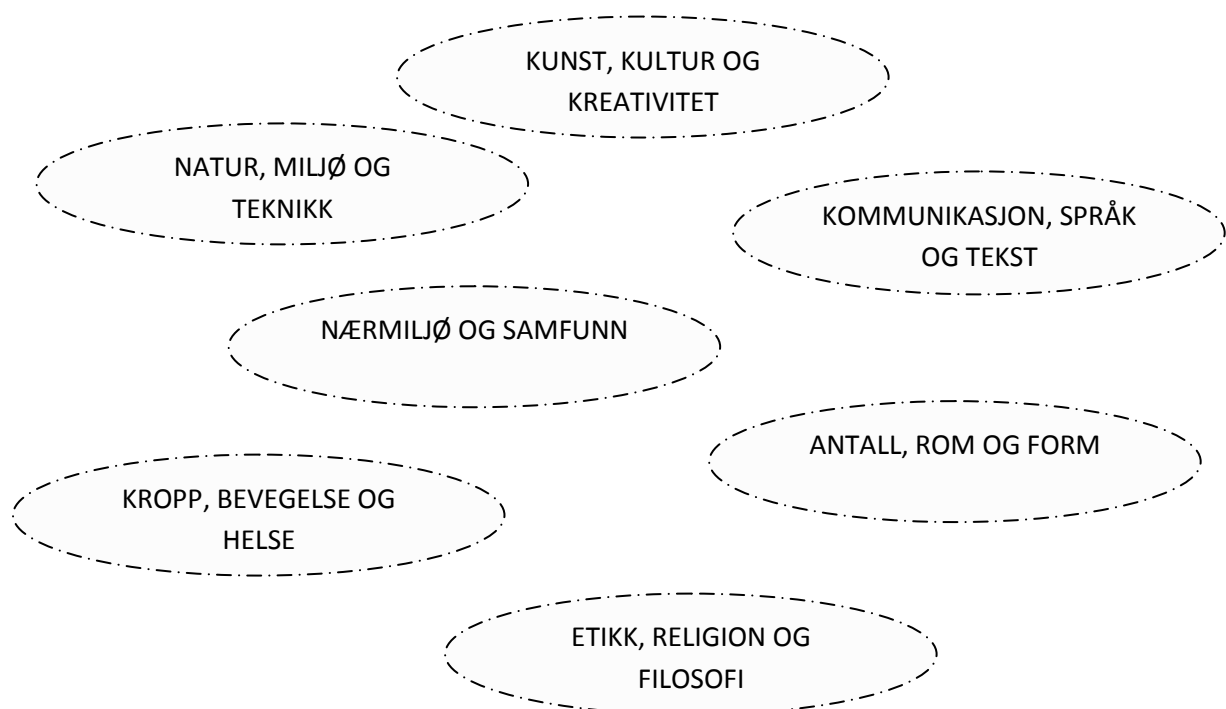 KUNST, KULTUR OG
KREATIVITET
NATUR, MILJØ OG
TEKNIKK
KOMMUNIKASJON, SPRÅK
OG TEKST
NÆRMILJØ OG SAMFUNN
ANTALL, ROM OG FORM
KROPP, BEVEGELSE OG
HELSE
ETIKK, RELIGION OG
FILOSOFI